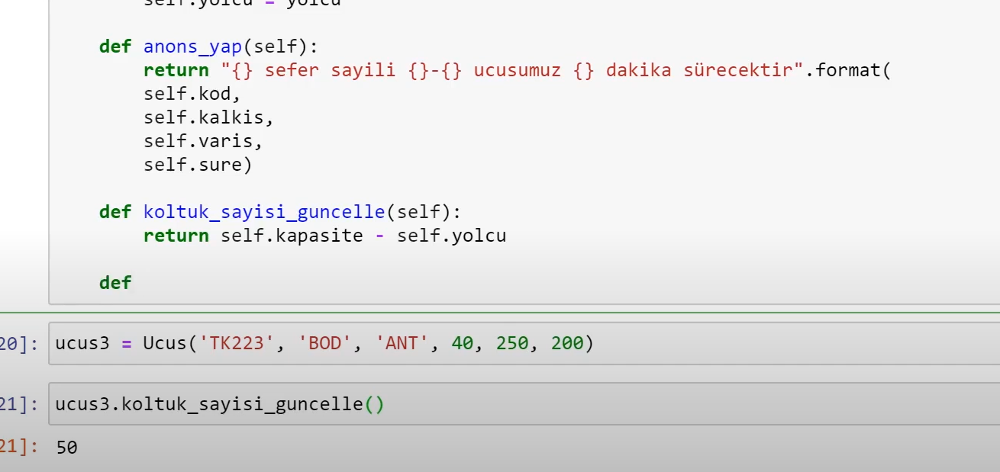 self.yolcu = yolcu
def anons_yap(self):
return "{} sefer sayili {}-{} ucusumuz {} dakika sürecektir".format(
self.kod,
self.kalkis,
self.varis,
self.sure)
def koltuk_sayisi_guncelle(self):
return self.kapasite - self.yolcu
def
20]: ucus3 = Ucus('TK223', 'BOD', 'ANT', 40, 250, 200)
21]: ucus3.koltuk_sayisi_guncelle()
21]: 50